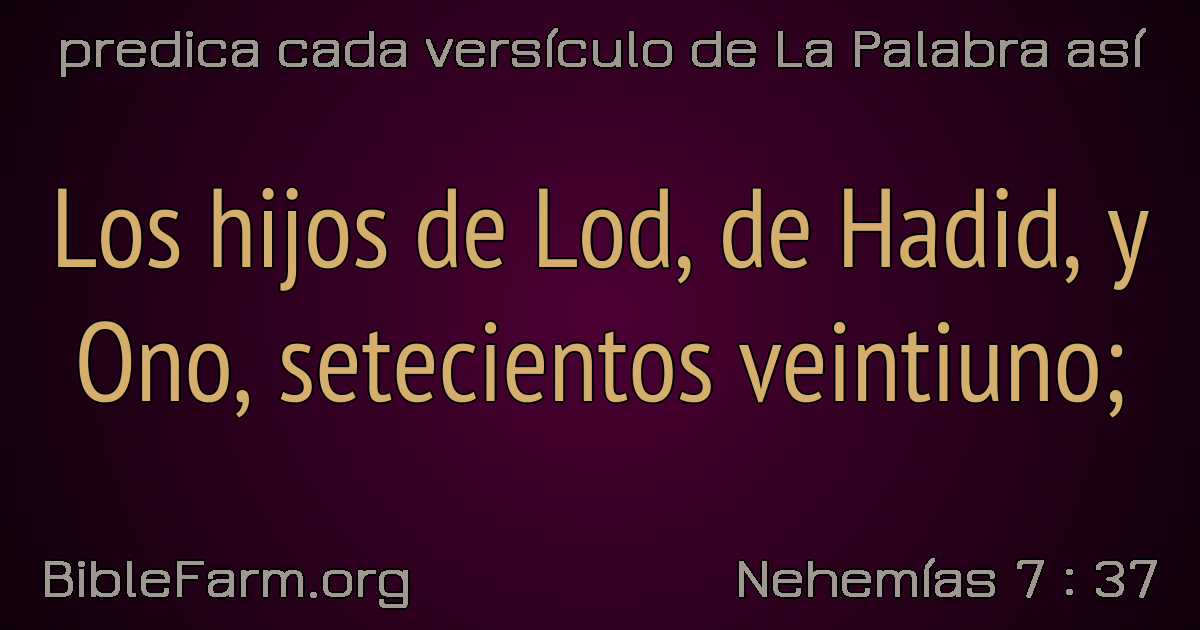 predica cada versículo de La Palabra así
Los hijos de Lod, de Hadid, y
Ono, setecientos veintiuno;
BibleFarm.org
Nehemías 7 : 37